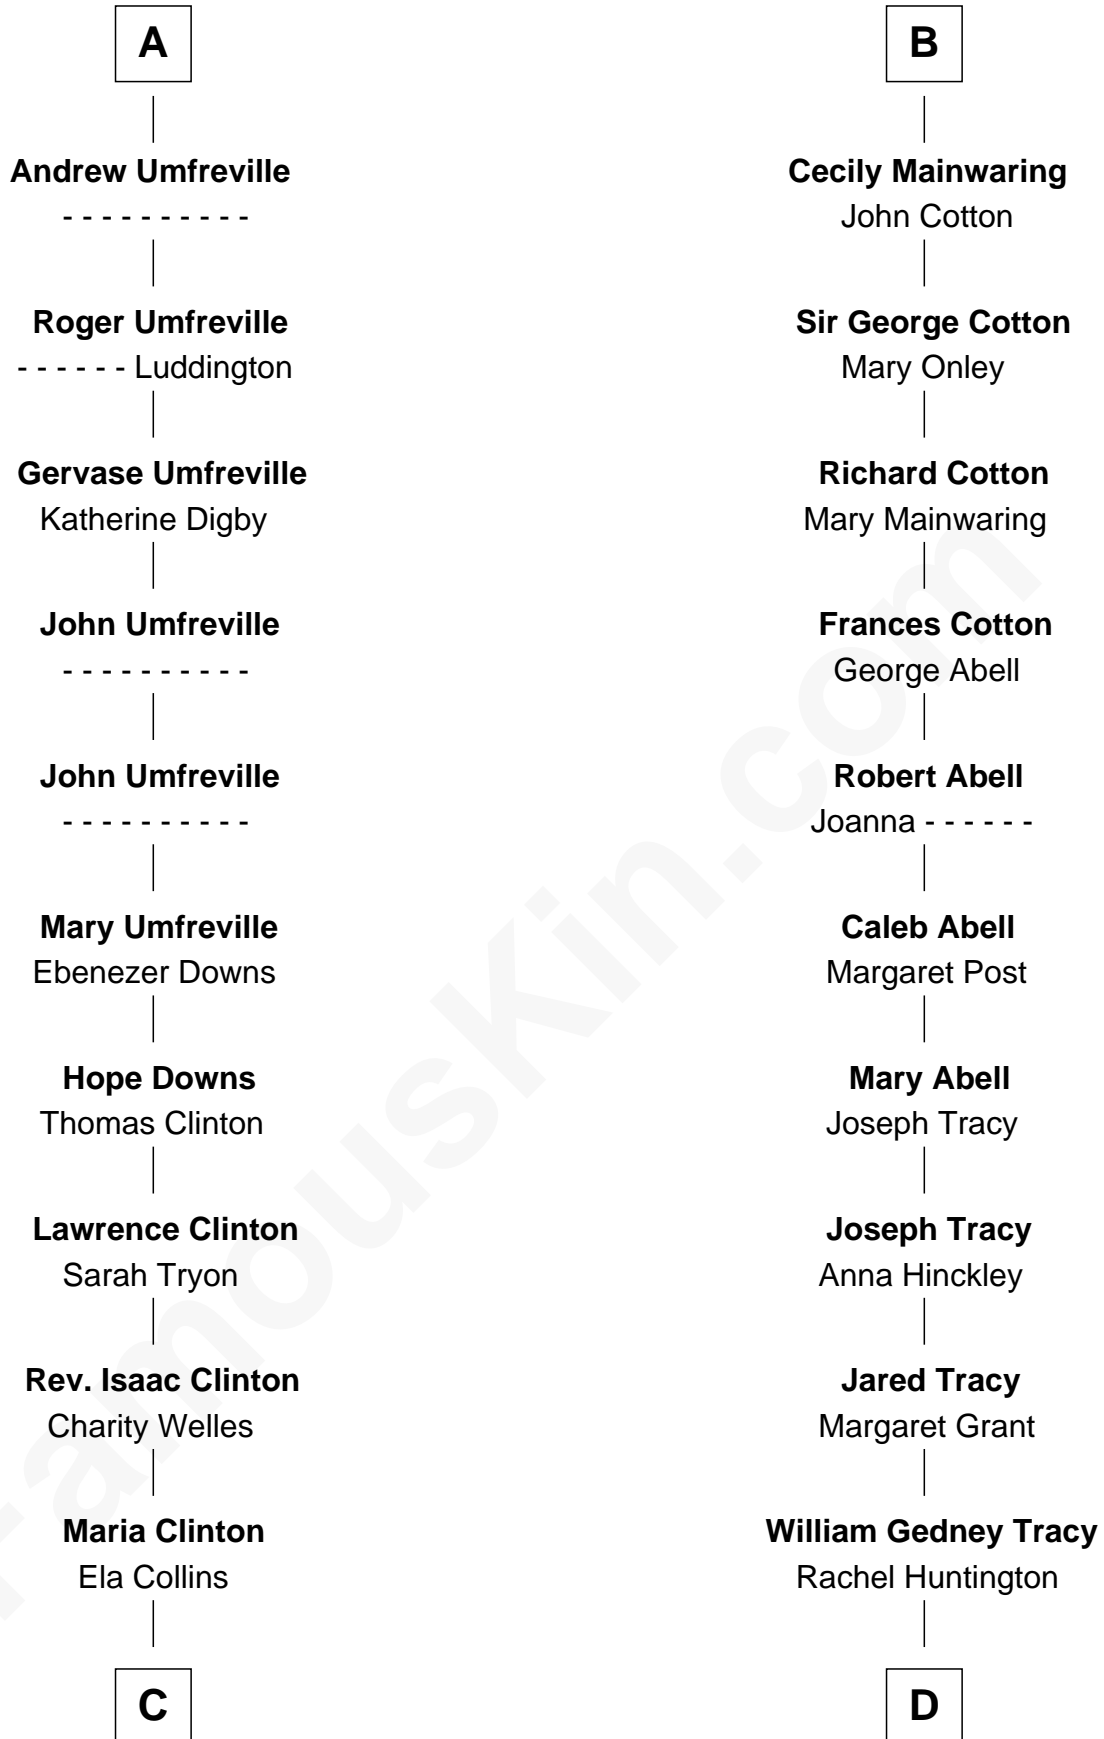 A
Andrew Umfreville
- - - - - - - - - -
Roger Umfreville
- - - - - - Luddington
Gervase Umfreville
Katherine Digby
John Umfreville
- - - - - - - - - -
John Umfreville
- - - - - - - - - -
Mary Umfreville
Ebenezer Downs
Hope Downs
Thomas Clinton
Lawrence Clinton
Sarah Tryon
Rev. Isaac Clinton
Charity Welles
Maria Clinton
Ela Collins
C
B
Cecily Mainwaring
John Cotton
Sir George Cotton
Mary Onley
Richard Cotton
Mary Mainwaring
Frances Cotton
George Abell
Robert Abell
Joanna - - - - - -
Caleb Abell
Margaret Post
Mary Abell
Joseph Tracy
Joseph Tracy
Anna Hinckley
Jared Tracy
Margaret Grant
William Gedney Tracy
Rachel Huntington
D
FamousKin.com